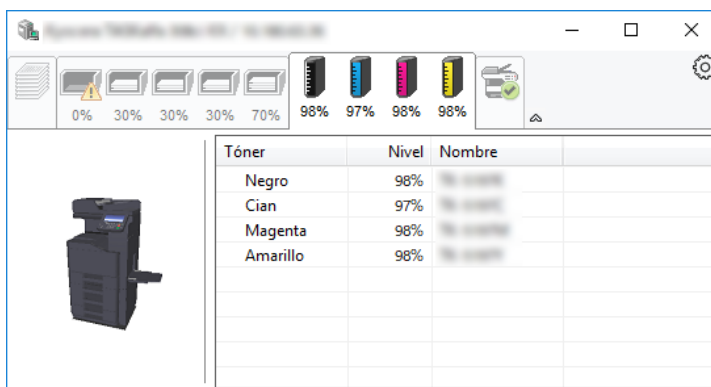 0% 30% 30% 30% 70% 98% 97% 98% 98%
Tóner Nivel Nombre
Negro 98%
Cian 97%
Magenta 98%
Amarillo 98%